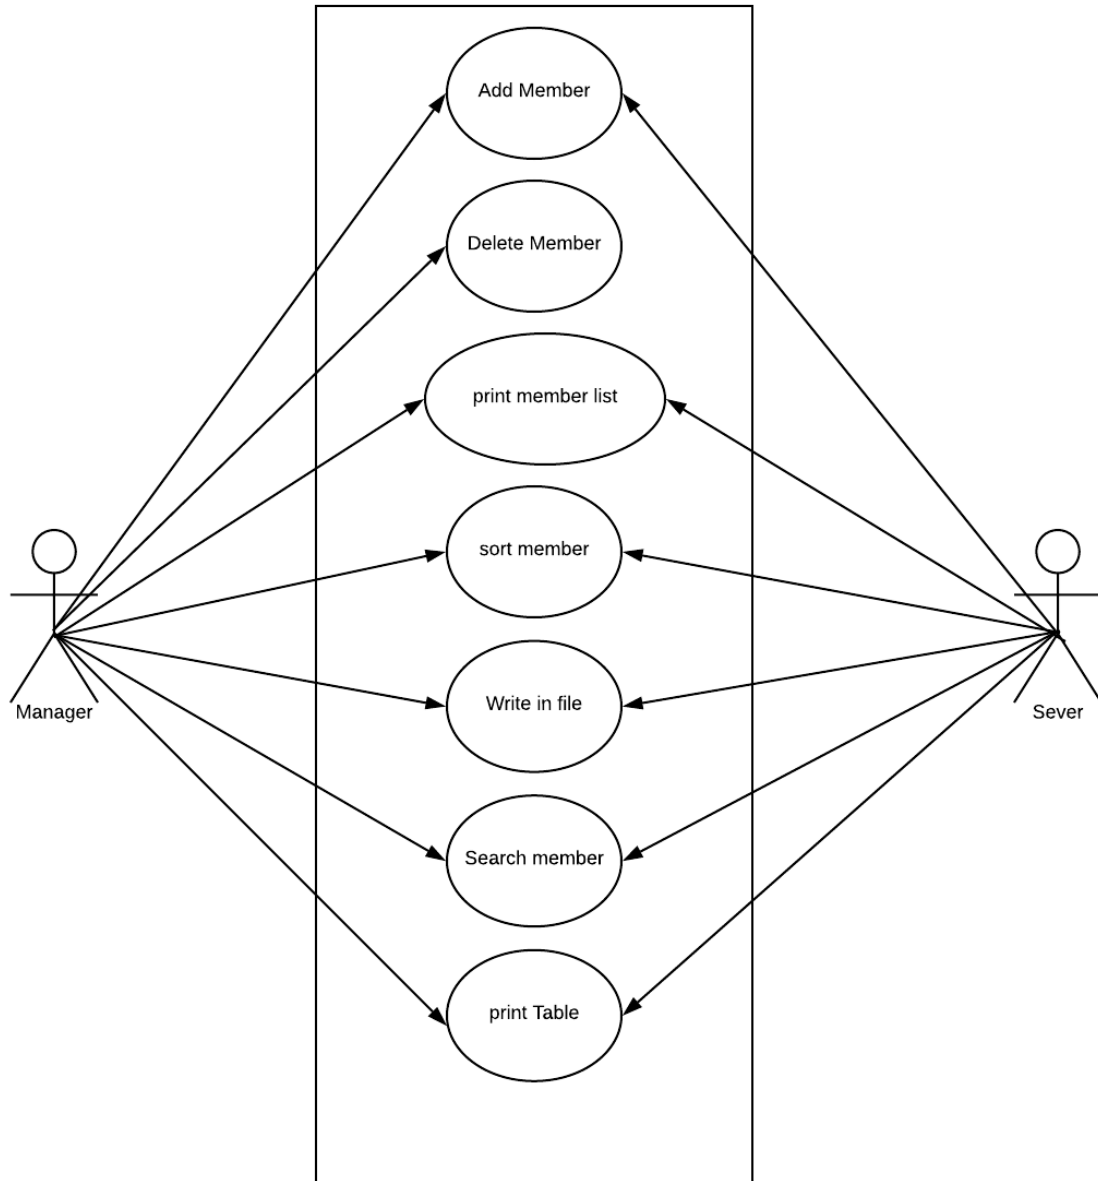 Add Member
Delete Member
print member list
sort member
Write in file
Manager
Sever
Search member
print Table